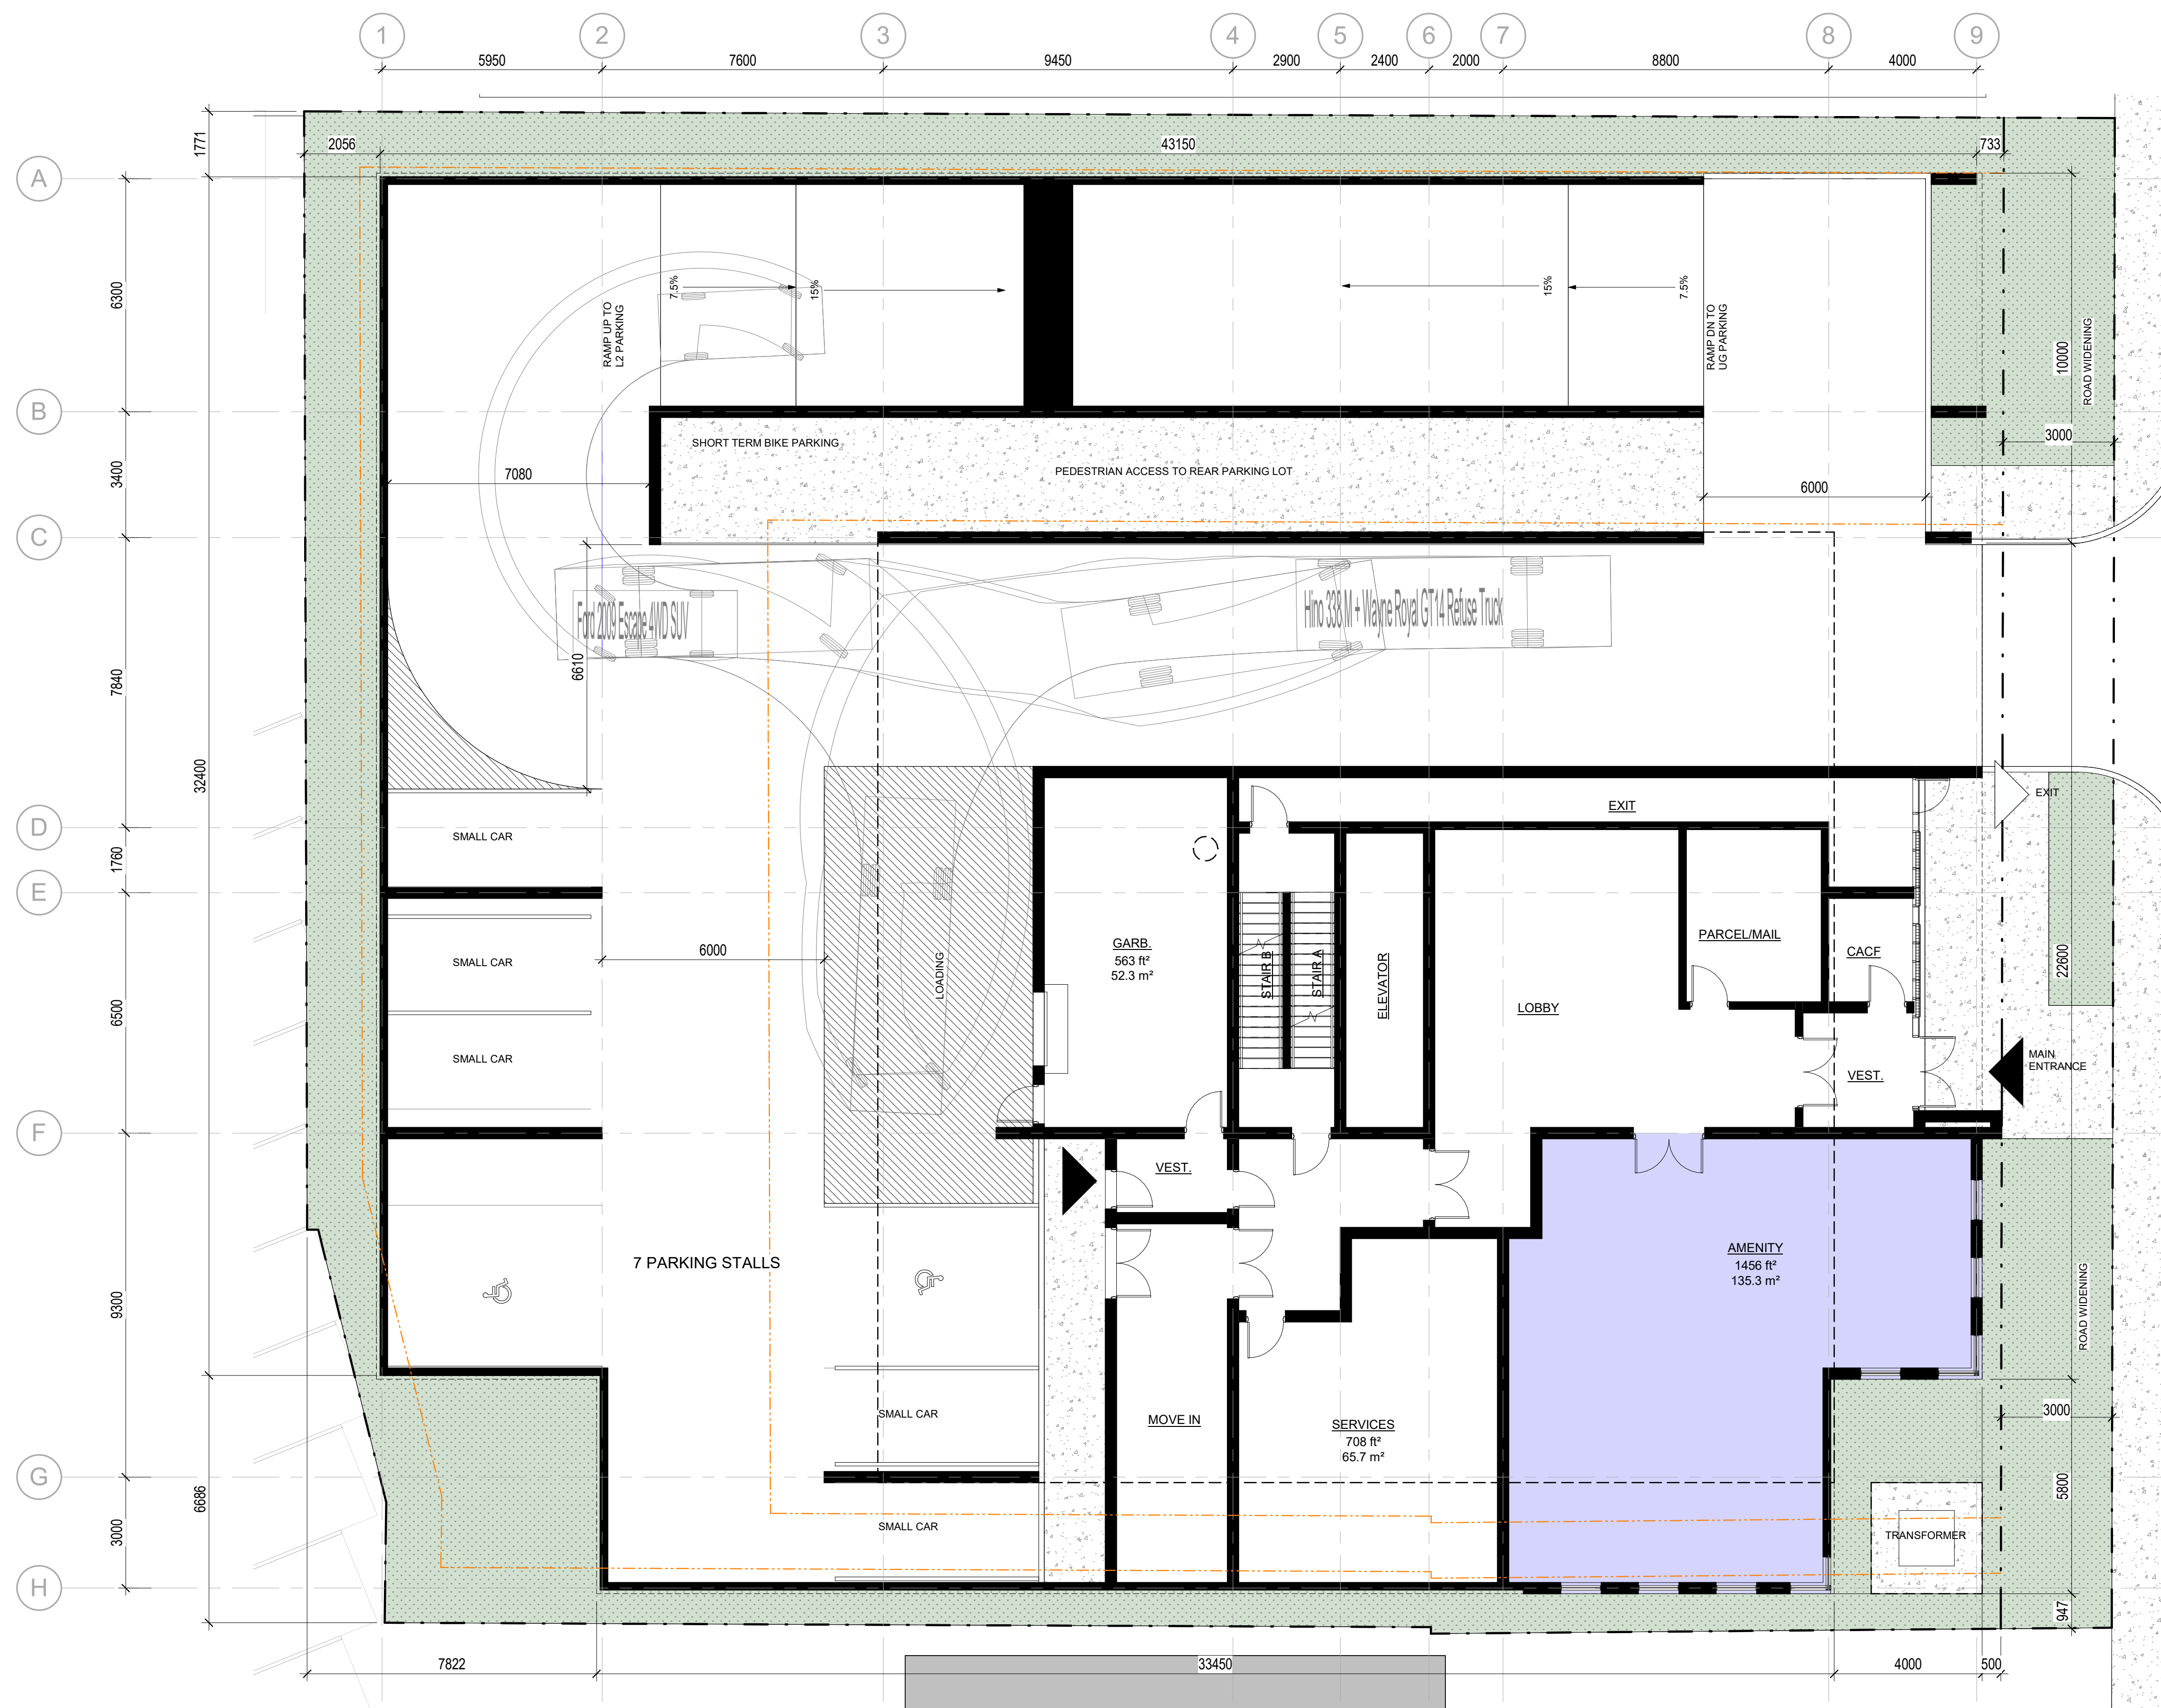 1 2 3 4 5 6 7 8 9
5950 7600 9450 2900 2400 2000 8800 4000
1771
2056 43150 733
A
6300
7.5%
15%
15%
7.5%
RAMP UP TO
L2 PARKING
RAMP DN TO
UG PARKING
10000
ROAD WIDENING
B
SHORT TERM BIKE PARKING
PEDESTRIAN ACCESS TO REAR PARKING LOT
3000
3400
7080
6000
C
Ford 2009 Escape 4WD SUV
Hino 338 M + Wayne Royal GT14 Refuse Truck
6610
7840
32400
EXIT
EXIT
D
SMALL CAR
1760
E
PARCEL/MAIL
GARB.
563 ft²
52.3 m²
6000
CACF
SMALL CAR
LOADING
STAIR B
STAIR A
ELEVATOR
22600
6500
LOBBY
SMALL CAR
MAIN
ENTRANCE
VEST.
F
VEST.
AMENITY
1456 ft²
135.3 m²
7 PARKING STALLS
9300
ROAD WIDENING
3000
SMALL CAR
MOVE IN
SERVICES
708 ft²
65.7 m²
G
6686
5800
3000
SMALL CAR
TRANSFORMER
H
947
7822 33450 4000 500